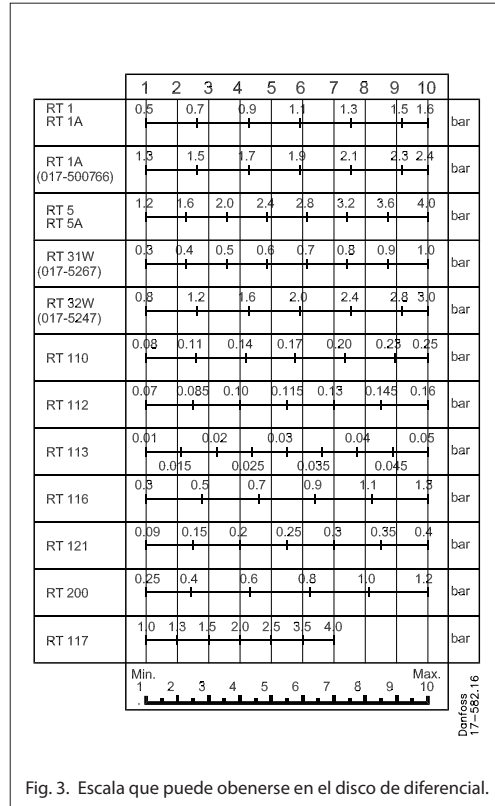 1 2 3 4 5 6 7 8 9 10
RT 1
RT 1A
0.5 0.7 0.9 1.1 1.3 1.5 1.6
bar
RT 1A
(017-500766)
1.3 1.5 1.7 1.9 2.1 2.3 2.4
bar
RT 5
RT 5A
1.2 1.6 2.0 2.4 2.8 3.2 3.6 4.0
bar
RT 31W
(017-5267)
0.3 0.4 0.5 0.6 0.7 0.8 0.9 1.0
bar
RT 32W
(017-5247)
0.8 1.2 1.6 2.0 2.4 2.8 3.0
bar
RT 110
0.08 0.11 0.14 0.17 0.20 0.23 0.25
bar
RT 112
0.07 0.085 0.10 0.115 0.13 0.145 0.16
bar
RT 113
0.01 0.02 0.03 0.04 0.05
0.015 0.025 0.035 0.045
bar
RT 116
0.3 0.5 0.7 0.9 1.1 1.3
bar
RT 121
0.09 0.15 0.2 0.25 0.3 0.35 0.4
bar
RT 200
0.25 0.4 0.6 0.8 1.0 1.2
bar
RT 117
1.0 1.3 1.5 2.0 2.5 3.5 4.0
bar
Min. Max.
1 2 3 4 5 6 7 8 9 10
Danfoss
17-582.16
Fig. 3. Escala que puede obenerse en el disco de diferencial.